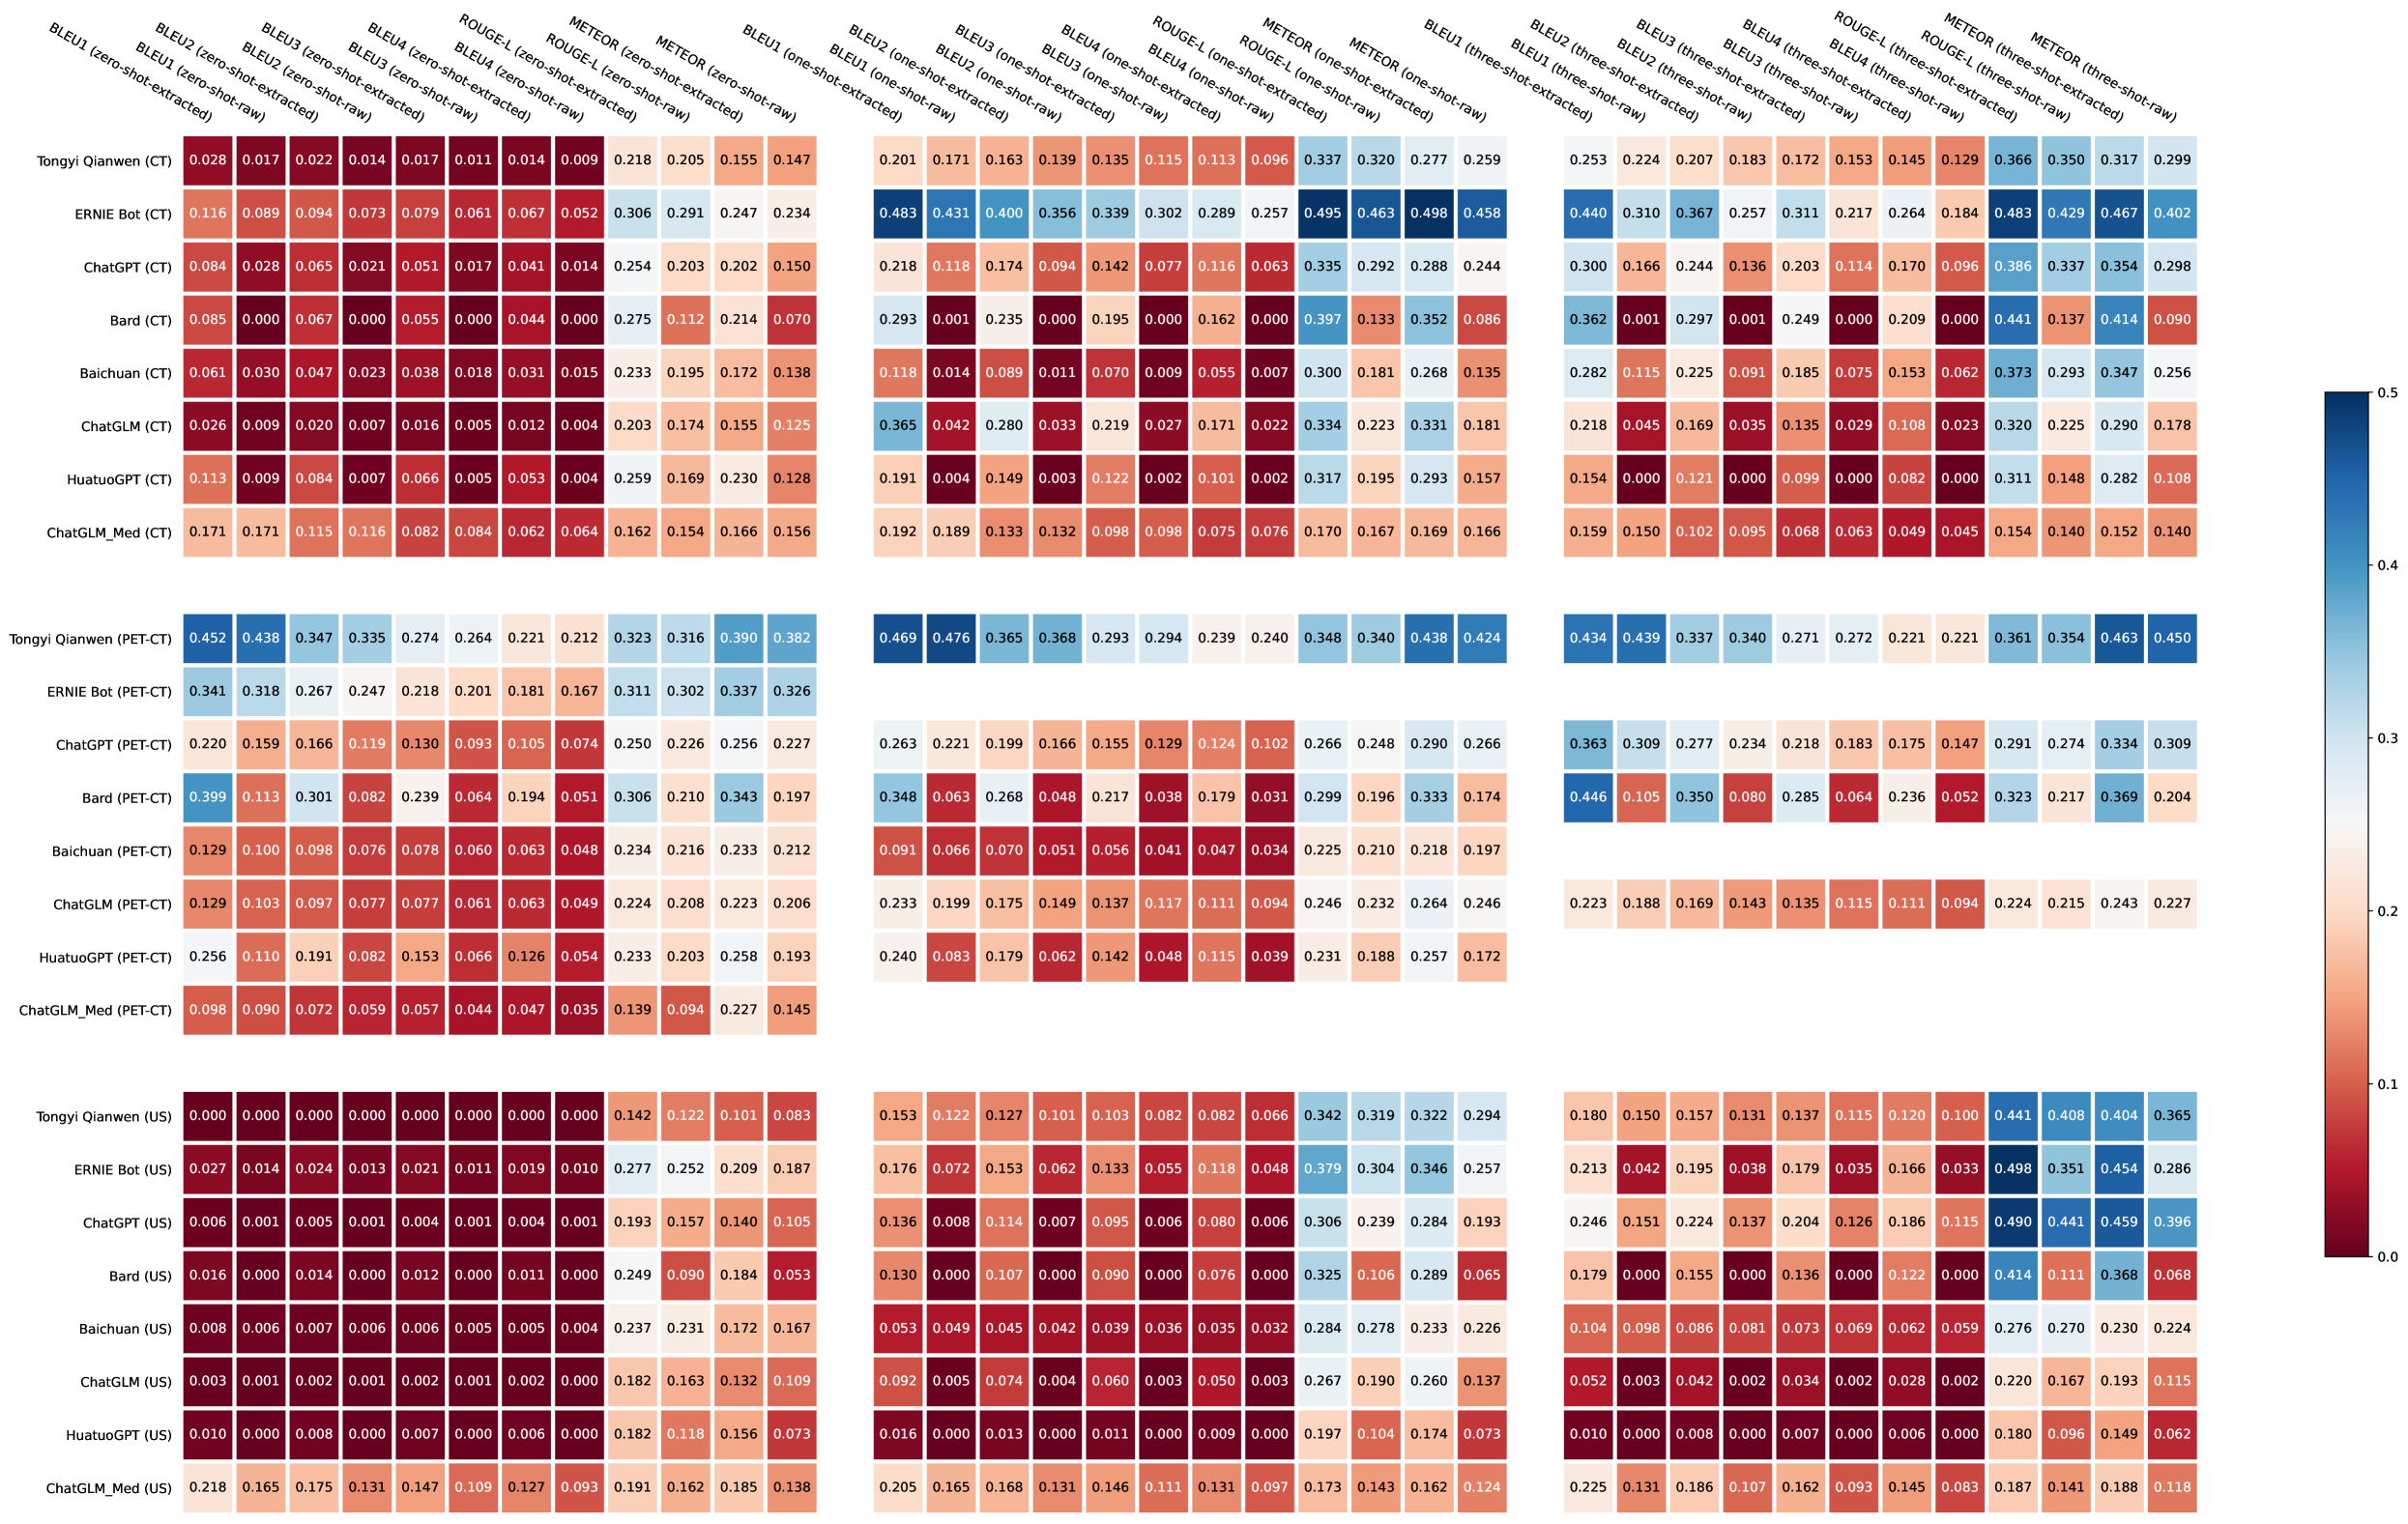 BLEU1 (zero-shot-extracted)
BLEU1 (zero-shot-raw)
BLEU2 (zero-shot-extracted)
BLEU2 (zero-shot-raw)
BLEU3 (zero-shot-extracted)
BLEU3 (zero-shot-raw)
BLEU4 (zero-shot-extracted)
BLEU4 (zero-shot-raw)
ROUGE-L (zero-shot-extracted)
ROUGE-L (zero-shot-raw)
METEOR (zero-shot-extracted)
METEOR (zero-shot-raw)
BLEU1 (one-shot-extracted)
BLEU1 (one-shot-raw)
BLEU2 (one-shot-extracted)
BLEU2 (one-shot-raw)
BLEU3 (one-shot-extracted)
BLEU3 (one-shot-raw)
BLEU4 (one-shot-extracted)
BLEU4 (one-shot-raw)
ROUGE-L (one-shot-extracted)
ROUGE-L (one-shot-raw)
METEOR (one-shot-extracted)
METEOR (one-shot-raw)
BLEU1 (three-shot-extracted)
BLEU1 (three-shot-raw)
BLEU2 (three-shot-extracted)
BLEU2 (three-shot-raw)
BLEU3 (three-shot-extracted)
BLEU3 (three-shot-raw)
BLEU4 (three-shot-extracted)
BLEU4 (three-shot-raw)
ROUGE-L (three-shot-extracted)
ROUGE-L (three-shot-raw)
METEOR (three-shot-extracted)
METEOR (three-shot-raw)
Tongyi Qianwen (CT) 0.028 0.017 0.022 0.014 0.017 0.011 0.014 0.009 0.218 0.205 0.155 0.147 0.201 0.171 0.163 0.139 0.135 0.115 0.113 0.096 0.337 0.320 0.277 0.259 0.253 0.224 0.207 0.183 0.172 0.153 0.145 0.129 0.366 0.350 0.317 0.299
ERNIE Bot (CT) 0.116 0.089 0.094 0.073 0.079 0.061 0.067 0.052 0.306 0.291 0.247 0.234 0.483 0.431 0.400 0.356 0.339 0.302 0.289 0.257 0.495 0.463 0.498 0.458 0.440 0.310 0.367 0.257 0.311 0.217 0.264 0.184 0.483 0.429 0.467 0.402
ChatGPT (CT) 0.084 0.028 0.065 0.021 0.051 0.017 0.041 0.014 0.254 0.203 0.202 0.150 0.218 0.118 0.174 0.094 0.142 0.077 0.116 0.063 0.335 0.292 0.288 0.244 0.300 0.166 0.244 0.136 0.203 0.114 0.170 0.096 0.386 0.337 0.354 0.298
Bard (CT) 0.085 0.000 0.067 0.000 0.055 0.000 0.044 0.000 0.275 0.112 0.214 0.070 0.293 0.001 0.235 0.000 0.195 0.000 0.162 0.000 0.397 0.133 0.352 0.086 0.362 0.001 0.297 0.001 0.249 0.000 0.209 0.000 0.441 0.137 0.414 0.090
Baichuan (CT) 0.061 0.030 0.047 0.023 0.038 0.018 0.031 0.015 0.233 0.195 0.172 0.138 0.118 0.014 0.089 0.011 0.070 0.009 0.055 0.007 0.300 0.181 0.268 0.135 0.282 0.115 0.225 0.091 0.185 0.075 0.153 0.062 0.373 0.293 0.347 0.256
ChatGLM (CT) 0.026 0.009 0.020 0.007 0.016 0.005 0.012 0.004 0.203 0.174 0.155 0.125 0.365 0.042 0.280 0.033 0.219 0.027 0.171 0.022 0.334 0.223 0.331 0.181 0.218 0.045 0.169 0.035 0.135 0.029 0.108 0.023 0.320 0.225 0.290 0.178
HuatuoGPT (CT) 0.113 0.009 0.084 0.007 0.066 0.005 0.053 0.004 0.259 0.169 0.230 0.128 0.191 0.004 0.149 0.003 0.122 0.002 0.101 0.002 0.317 0.195 0.293 0.157 0.154 0.000 0.121 0.000 0.099 0.000 0.082 0.000 0.311 0.148 0.282 0.108
ChatGLM_Med (CT) 0.171 0.171 0.115 0.116 0.082 0.084 0.062 0.064 0.162 0.154 0.166 0.156 0.192 0.189 0.133 0.132 0.098 0.098 0.075 0.076 0.170 0.167 0.169 0.166 0.159 0.150 0.102 0.095 0.068 0.063 0.049 0.045 0.154 0.140 0.152 0.140
Tongyi Qianwen (PET-CT) 0.452 0.438 0.347 0.335 0.274 0.264 0.221 0.212 0.323 0.316 0.390 0.382 0.469 0.476 0.365 0.368 0.293 0.294 0.239 0.240 0.348 0.340 0.438 0.424 0.434 0.439 0.337 0.340 0.271 0.272 0.221 0.221 0.361 0.354 0.463 0.450
ERNIE Bot (PET-CT) 0.341 0.318 0.267 0.247 0.218 0.201 0.181 0.167 0.311 0.302 0.337 0.326
ChatGPT (PET-CT) 0.220 0.159 0.166 0.119 0.130 0.093 0.105 0.074 0.250 0.226 0.256 0.227 0.263 0.221 0.199 0.166 0.155 0.129 0.124 0.102 0.266 0.248 0.290 0.266 0.363 0.309 0.277 0.234 0.218 0.183 0.175 0.147 0.291 0.274 0.334 0.309
Bard (PET-CT) 0.399 0.113 0.301 0.082 0.239 0.064 0.194 0.051 0.306 0.210 0.343 0.197 0.348 0.063 0.268 0.048 0.217 0.038 0.179 0.031 0.299 0.196 0.333 0.174 0.446 0.105 0.350 0.080 0.285 0.064 0.236 0.052 0.323 0.217 0.369 0.204
Baichuan (PET-CT) 0.129 0.100 0.098 0.076 0.078 0.060 0.063 0.048 0.234 0.216 0.233 0.212 0.091 0.066 0.070 0.051 0.056 0.041 0.047 0.034 0.225 0.210 0.218 0.197
ChatGLM (PET-CT) 0.129 0.103 0.097 0.077 0.077 0.061 0.063 0.049 0.224 0.208 0.223 0.206 0.233 0.199 0.175 0.149 0.137 0.117 0.111 0.094 0.246 0.232 0.264 0.246 0.223 0.188 0.169 0.143 0.135 0.115 0.111 0.094 0.224 0.215 0.243 0.227
HuatuoGPT (PET-CT) 0.256 0.110 0.191 0.082 0.153 0.066 0.126 0.054 0.233 0.203 0.258 0.193 0.240 0.083 0.179 0.062 0.142 0.048 0.115 0.039 0.231 0.188 0.257 0.172
ChatGLM_Med (PET-CT) 0.098 0.090 0.072 0.059 0.057 0.044 0.047 0.035 0.139 0.094 0.227 0.145
Tongyi Qianwen (US) 0.000 0.000 0.000 0.000 0.000 0.000 0.000 0.000 0.142 0.122 0.101 0.083 0.153 0.122 0.127 0.101 0.103 0.082 0.082 0.066 0.342 0.319 0.322 0.294 0.180 0.150 0.157 0.131 0.137 0.115 0.120 0.100 0.441 0.408 0.404 0.365
ERNIE Bot (US) 0.027 0.014 0.024 0.013 0.021 0.011 0.019 0.010 0.277 0.252 0.209 0.187 0.176 0.072 0.153 0.062 0.133 0.055 0.118 0.048 0.379 0.304 0.346 0.257 0.213 0.042 0.195 0.038 0.179 0.035 0.166 0.033 0.498 0.351 0.454 0.286
ChatGPT (US) 0.006 0.001 0.005 0.001 0.004 0.001 0.004 0.001 0.193 0.157 0.140 0.105 0.136 0.008 0.114 0.007 0.095 0.006 0.080 0.006 0.306 0.239 0.284 0.193 0.246 0.151 0.224 0.137 0.204 0.126 0.186 0.115 0.490 0.441 0.459 0.396
Bard (US) 0.016 0.000 0.014 0.000 0.012 0.000 0.011 0.000 0.249 0.090 0.184 0.053 0.130 0.000 0.107 0.000 0.090 0.000 0.076 0.000 0.325 0.106 0.289 0.065 0.179 0.000 0.155 0.000 0.136 0.000 0.122 0.000 0.414 0.111 0.368 0.068
Baichuan (US) 0.008 0.006 0.007 0.006 0.006 0.005 0.005 0.004 0.237 0.231 0.172 0.167 0.053 0.049 0.045 0.042 0.039 0.036 0.035 0.032 0.284 0.278 0.233 0.226 0.104 0.098 0.086 0.081 0.073 0.069 0.062 0.059 0.276 0.270 0.230 0.224
ChatGLM (US) 0.003 0.001 0.002 0.001 0.002 0.001 0.002 0.000 0.182 0.163 0.132 0.109 0.092 0.005 0.074 0.004 0.060 0.003 0.050 0.003 0.267 0.190 0.260 0.137 0.052 0.003 0.042 0.002 0.034 0.002 0.028 0.002 0.220 0.167 0.193 0.115
HuatuoGPT (US) 0.010 0.000 0.008 0.000 0.007 0.000 0.006 0.000 0.182 0.118 0.156 0.073 0.016 0.000 0.013 0.000 0.011 0.000 0.009 0.000 0.197 0.104 0.174 0.073 0.010 0.000 0.008 0.000 0.007 0.000 0.006 0.000 0.180 0.096 0.149 0.062
ChatGLM_Med (US) 0.218 0.165 0.175 0.131 0.147 0.109 0.127 0.093 0.191 0.162 0.185 0.138 0.205 0.165 0.168 0.131 0.146 0.111 0.131 0.097 0.173 0.143 0.162 0.124 0.225 0.131 0.186 0.107 0.162 0.093 0.145 0.083 0.187 0.141 0.188 0.118
0.5
0.4
0.3
0.2
0.1
0.0